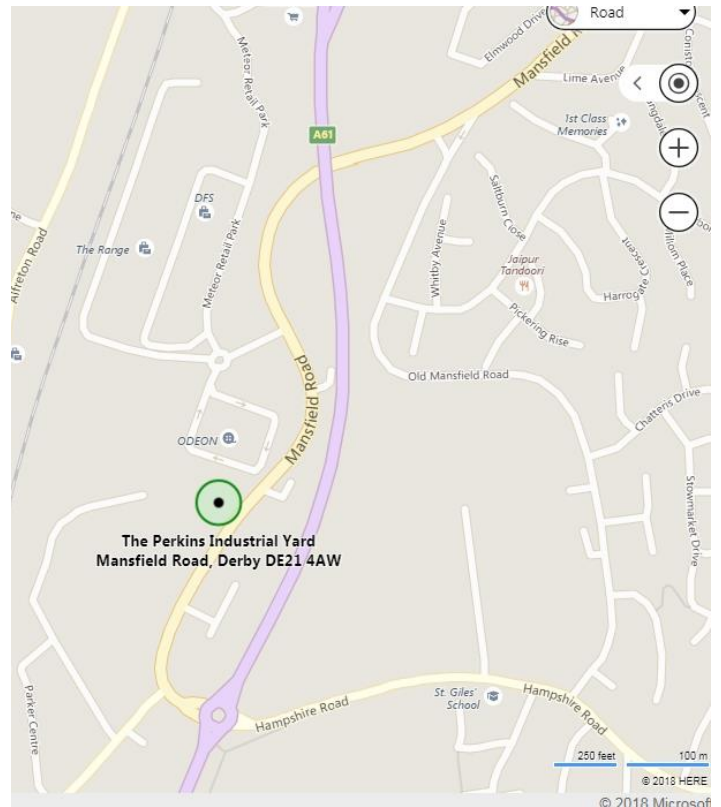 Road
Elmwood Drive
Mansfield R
Lime Avenue
Meteor Retail Park
A61
1st Class
Memories
DFS
The Range
Alfreton Road
Meteor Retail Park
Saltburn Close
Whitby Avenue
Jaipur
Tandoori
Harrogate Crescent
Pickering Rise
Old Mansfield Road
Mansfield Road
Chatteris Drive
ODEON
Stowmarket Drive
The Perkins Industrial Yard
Mansfield Road, Derby DE21 4AW
Parker Centre
St. Giles'
School
Hampshire Road
Hampshire Road
250 feet
100 m
© 2018 HERE
© 2018 Microsoft